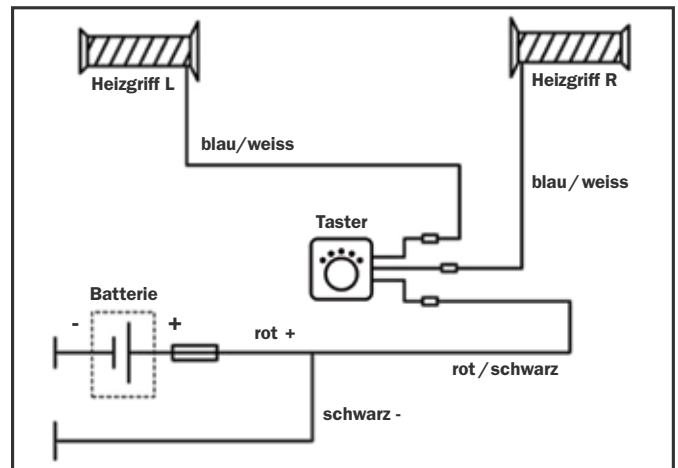 Heizgriff L
Heizgriff R
blau/weiss
blau/weiss
Taster
Batterie
- +
rot +
rot/schwarz
schwarz -